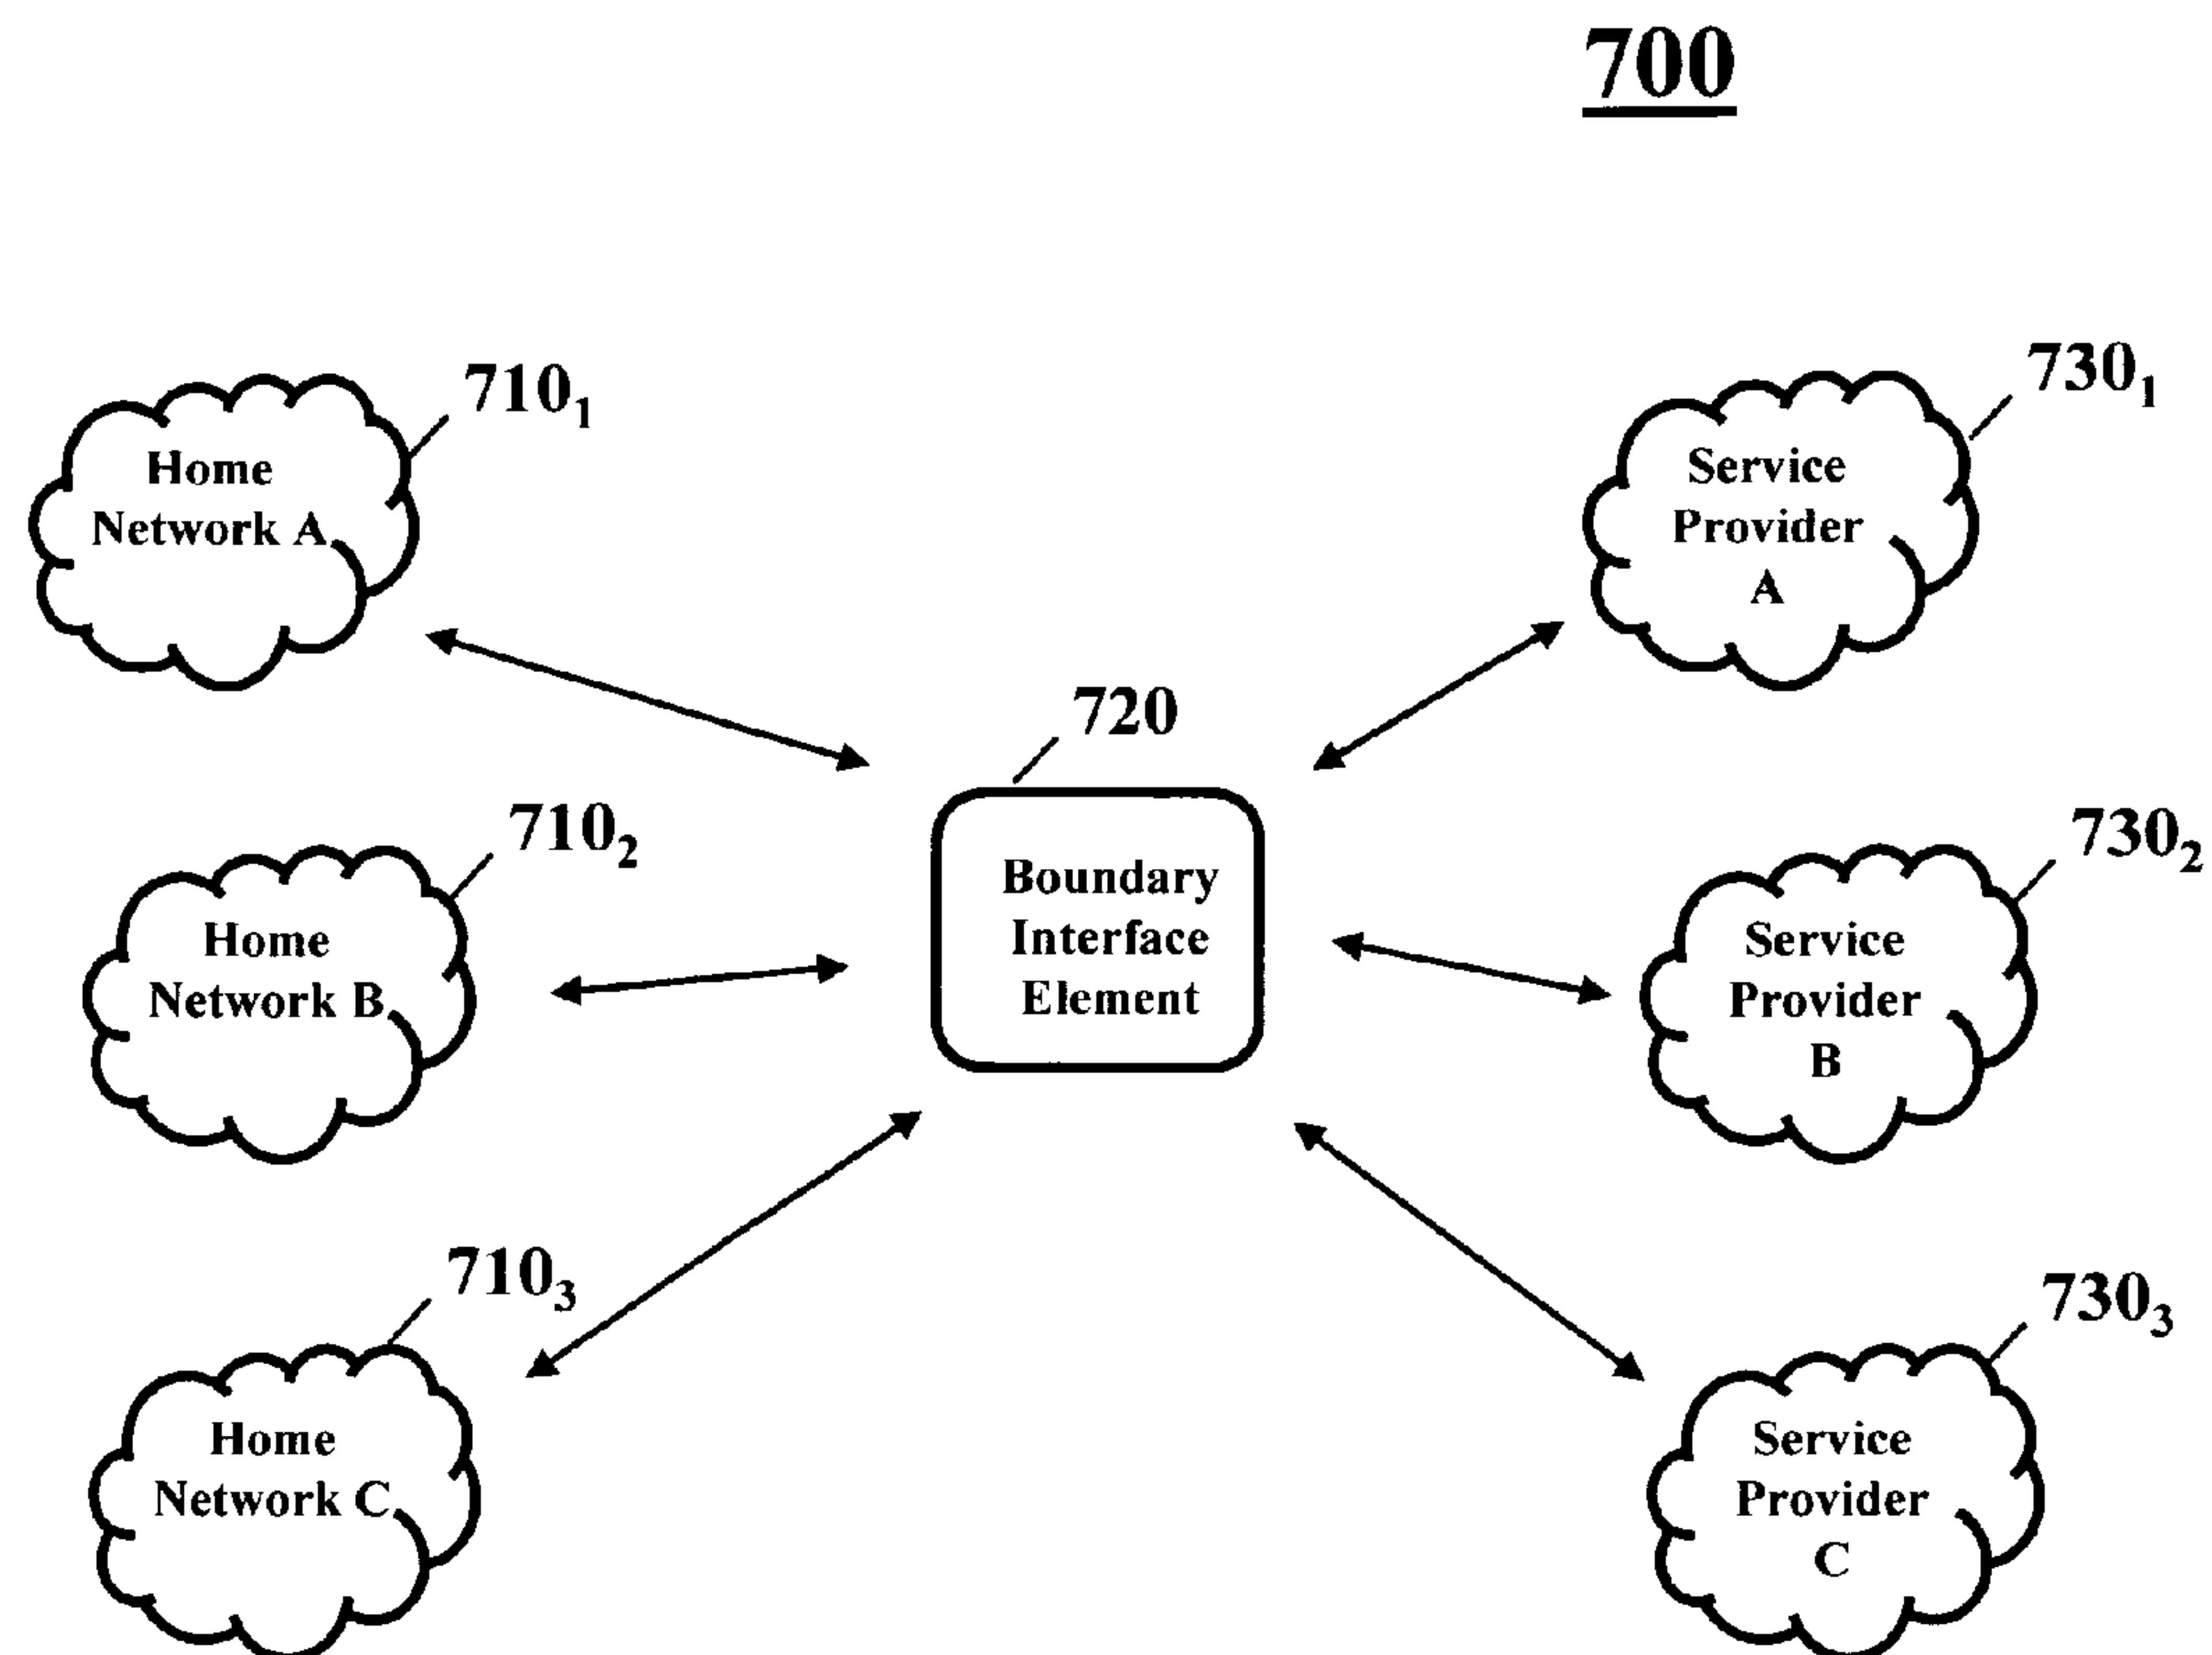 700
710₁
Home
Network A
730₁
Service
Provider
A
720
Boundary
Interface
Element
710₂
Home
Network B
730₂
Service
Provider
B
710₃
Home
Network C
730₃
Service
Provider
C